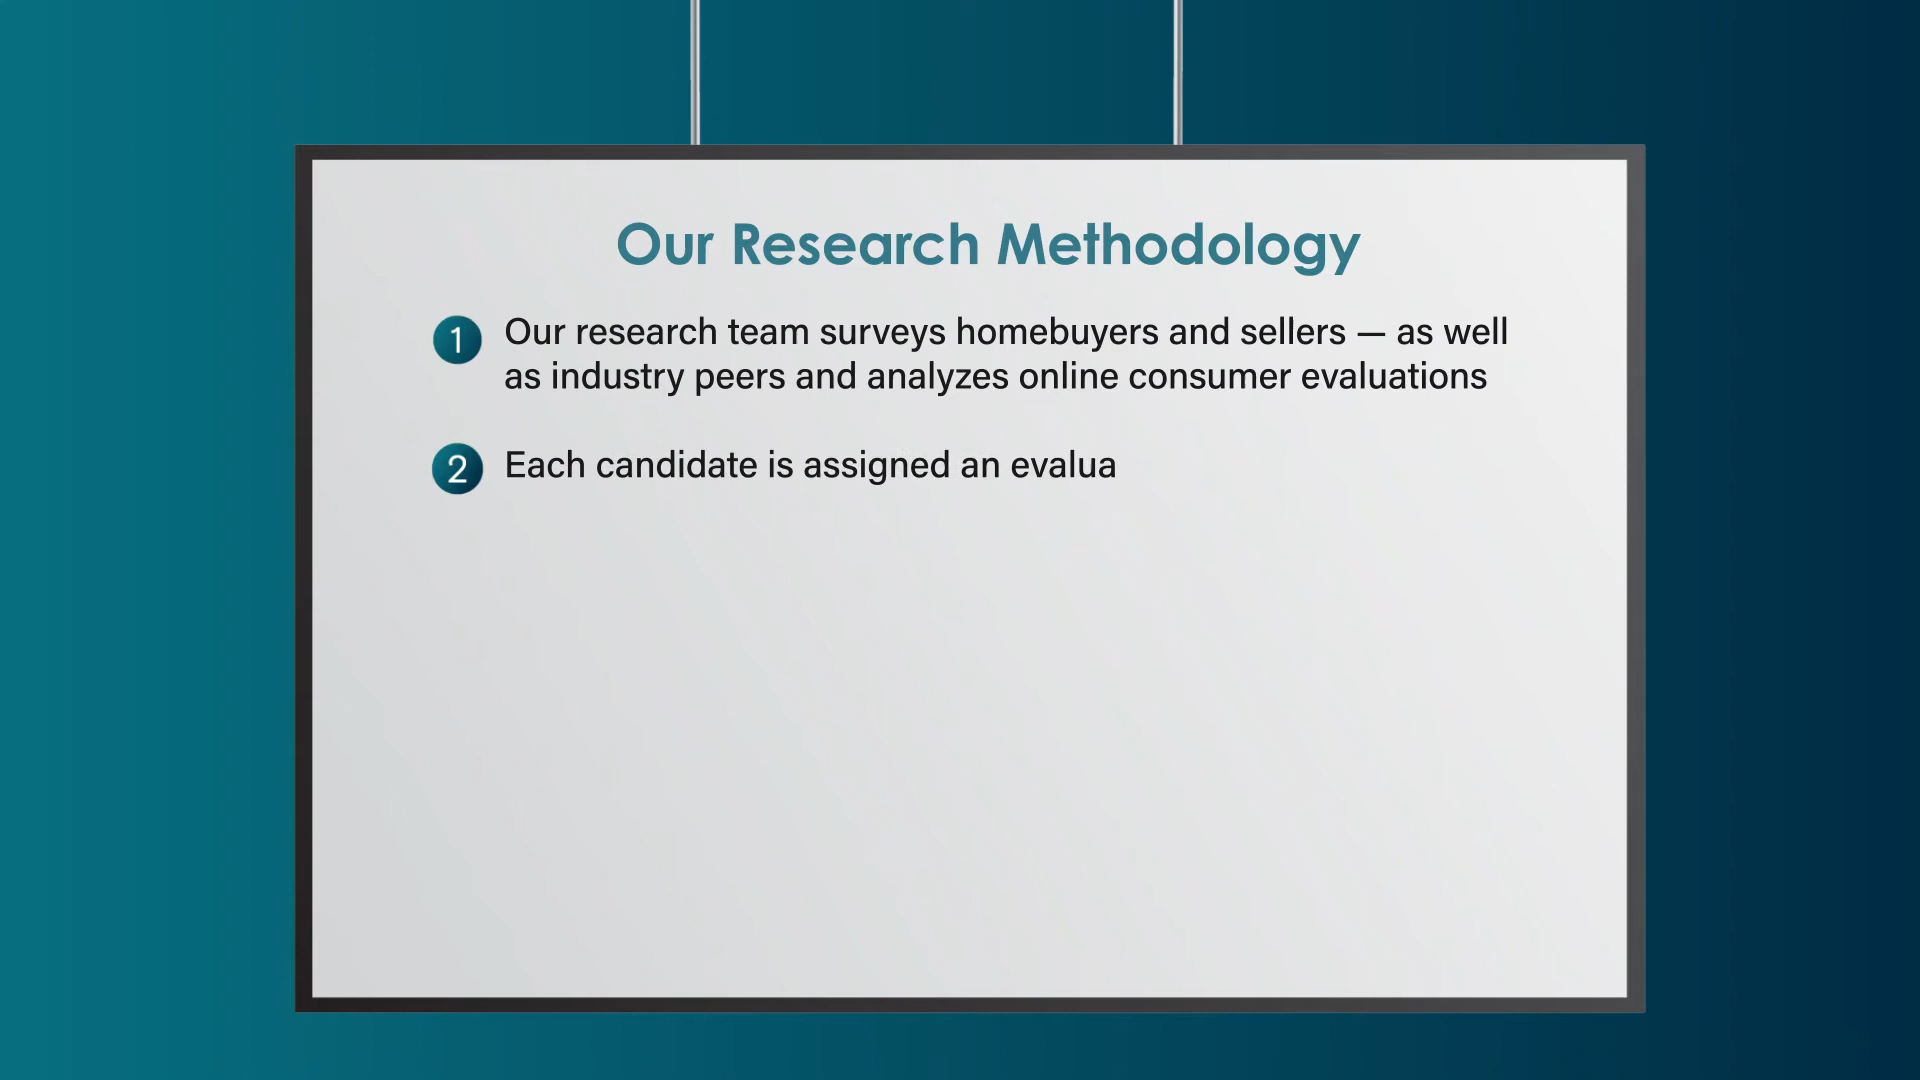 Our Research Methodology
1 Our research team surveys homebuyers and sellers — as well
as industry peers and analyzes online consumer evaluations
2 Each candidate is assigned an evalua